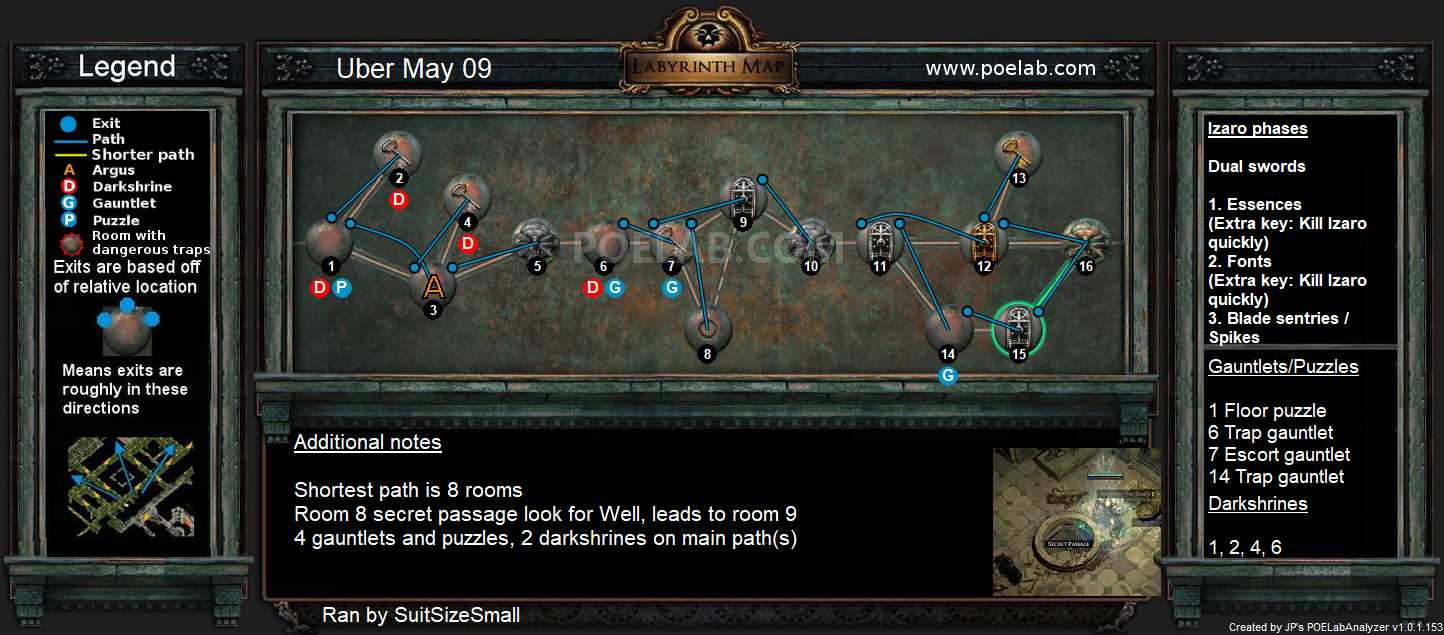 Legend
Exit
Path
Shorter path
A Argus
D Darkshrine
G Gauntlet
P Puzzle
Room with
dangerous traps
Exits are based off
of relative location
Means exits are
roughly in these
directions
Uber May 09
LABYRINTH MAP
www.poelab.com
POELAB.COM
1
D P
2
D
A
3
4
D
5
6
D G
7
G
8
9
10
11
12
13
14
G
15
16
Additional notes
Shortest path is 8 rooms
Room 8 secret passage look for Well, leads to room 9
4 gauntlets and puzzles, 2 darkshrines on main path(s)
SECRET PASSAGE
Ran by SuitSizeSmall
Izaro phases
Dual swords
1. Essences
(Extra key: Kill Izaro
quickly)
2. Fonts
(Extra key: Kill Izaro
quickly)
3. Blade sentries /
Spikes
Gauntlets/Puzzles
1 Floor puzzle
6 Trap gauntlet
7 Escort gauntlet
14 Trap gauntlet
Darkshrines
1, 2, 4, 6
Created by JP's POELabAnalyzer v1.0.1.153